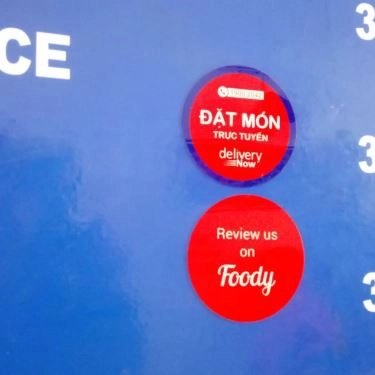 CE
3
ĐẶT MÓN
TRỰC TUYẾN
delivery
Now
3
Review us
on
Foody
3